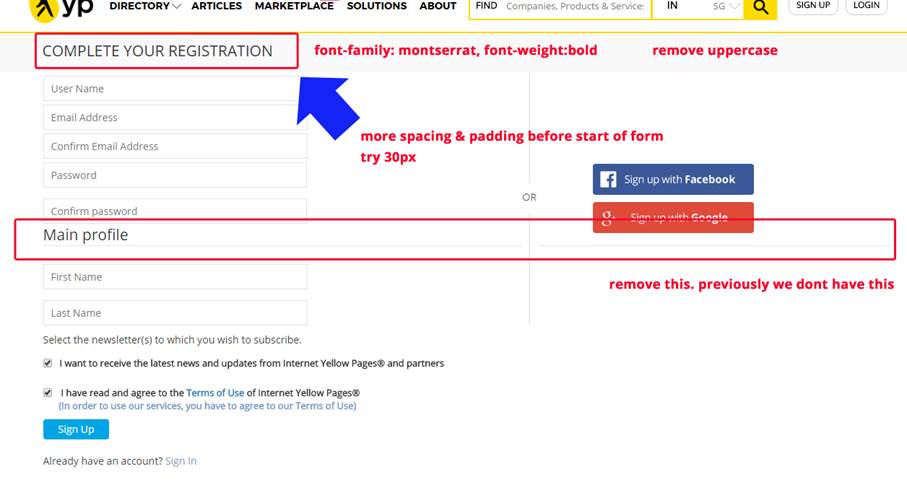 yp DIRECTORY ARTICLES MARKETPLACE SOLUTIONS ABOUT FIND Companies, Products & Service: IN SG SIGN UP LOGIN
COMPLETE YOUR REGISTRATION font-family: montserrat, font-weight:bold remove uppercase
User Name
Email Address
more spacing & padding before start of form
Confirm Email Address
try 30px
Password
Sign up with Facebook
OR
Confirm password
g+ Sign up with Google
Main profile
First Name
remove this. previously we dont have this
Last Name
Select the newsletter(s) to which you wish to subscribe.
I want to receive the latest news and updates from Internet Yellow Pages® and partners
I have read and agree to the Terms of Use of Internet Yellow Pages®
(In order to use our services, you have to agree to our Terms of Use)
Sign Up
Already have an account? Sign In